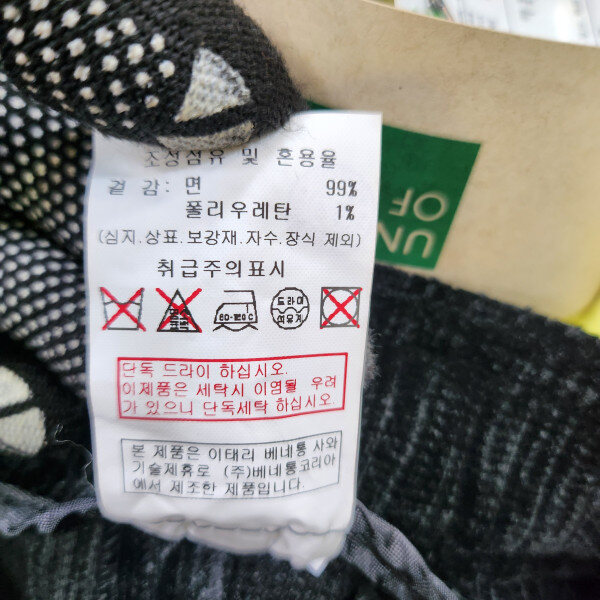 조성섬유 및 혼용율
겉 감: 면 99%
폴리우레탄 1%
(심지.상표.보강재.자수.장식 제외)
취급주의표시
드라이
석유계
단독 드라이 하십시오.
이제품은 세탁시 이염될 우려
가 있으니 단독세탁 하십시오.
본 제품은 이태리 베네통 사와
기술제휴로 (주)베네통코리아
에서 제조한 제품입니다.
UN
OF